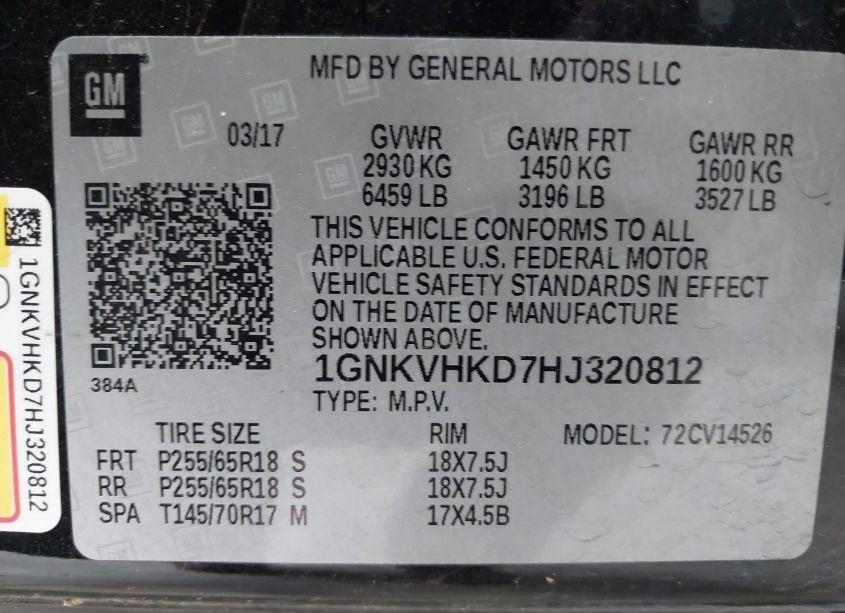 GM
MFD BY GENERAL MOTORS LLC
03/17 GVWR GAWR FRT GAWR RR
2930 KG 1450 KG 1600 KG
6459 LB 3196 LB 3527 LB
THIS VEHICLE CONFORMS TO ALL
APPLICABLE U.S. FEDERAL MOTOR
VEHICLE SAFETY STANDARDS IN EFFECT
ON THE DATE OF MANUFACTURE
SHOWN ABOVE.
384A
1GNKVHKD7HJ320812
TYPE: M.P.V.
TIRE SIZE RIM MODEL: 72CV14526
FRT P255/65R18 S 18X7.5J
RR P255/65R18 S 18X7.5J
SPA T145/70R17 M 17X4.5B
1GNKVHKD7HJ320812